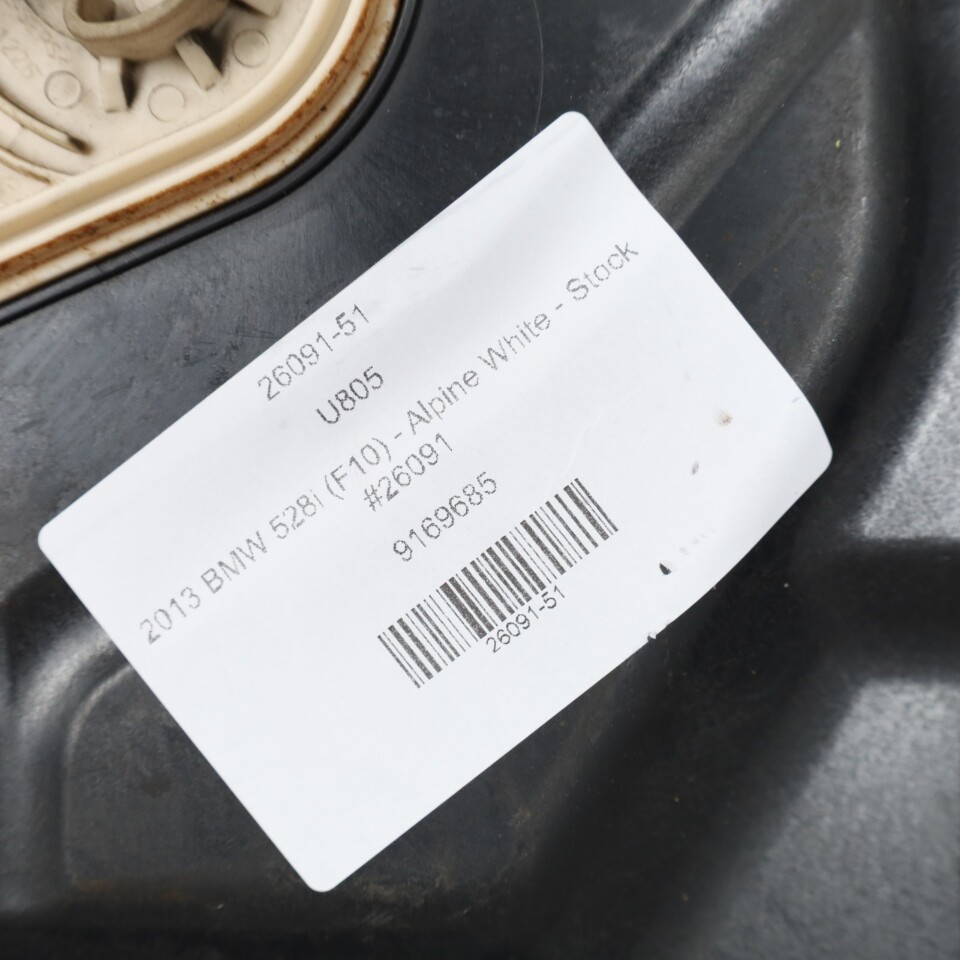 26091-51
U805
2013 BMW 528i (F10) - Alpine White - Stock
#26091
9169685
26091-51